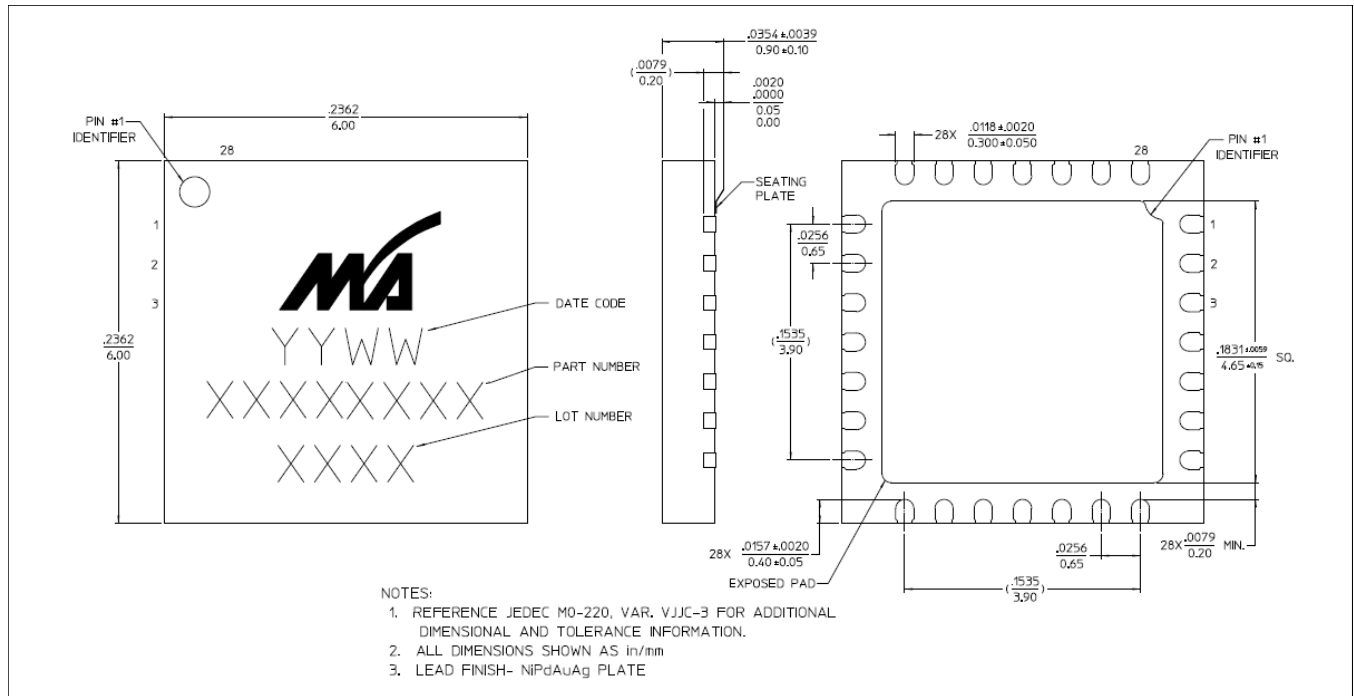 PIN #1
IDENTIFIER
28
.2362
6.00
1
2
3
.2362
6.00
MA
YYWW
XXXXXXXX
XXXX
DATE CODE
PART NUMBER
LOT NUMBER
.0354±.0039
0.90±0.10
(.0079
0.20)
.0020
.0000
0.05
0.00
SEATING
PLATE
28X .0118±.0020
0.300±0.050
28
PIN #1
IDENTIFIER
.0256
0.65
(.1535
3.90)
1
2
3
.1831±.0059
4.65±0.15 SQ.
28X .0157±.0020
0.40±0.05
EXPOSED PAD
.0256
0.65
(.1535
3.90)
28X .0079
0.20 MIN.
NOTES:
1. REFERENCE JEDEC MO-220, VAR. VJJC-3 FOR ADDITIONAL
DIMENSIONAL AND TOLERANCE INFORMATION.
2. ALL DIMENSIONS SHOWN AS in/mm
3. LEAD FINISH- NiPdAuAg PLATE